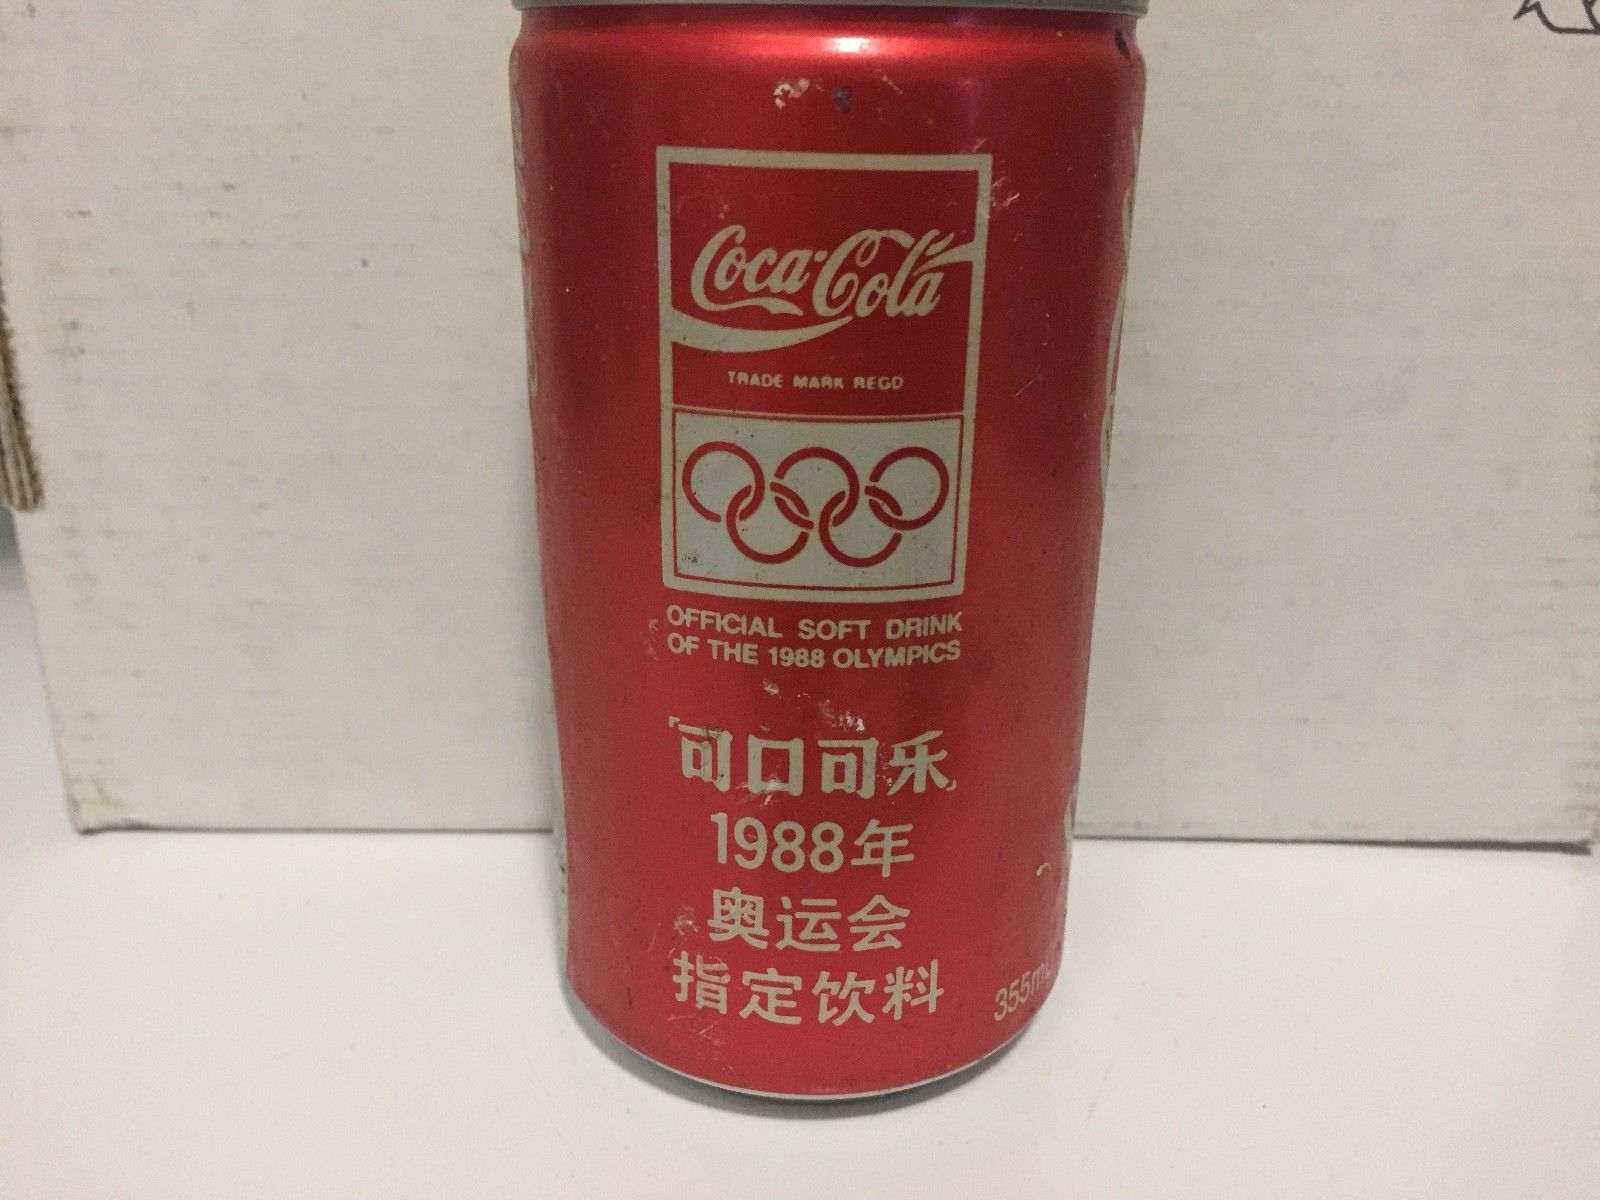 Coca-Cola
TRADE MARK REGD
OFFICIAL SOFT DRINK
OF THE 1988 OLYMPICS
「可口可乐」
1988年
奥运会
指定饮料
355mL